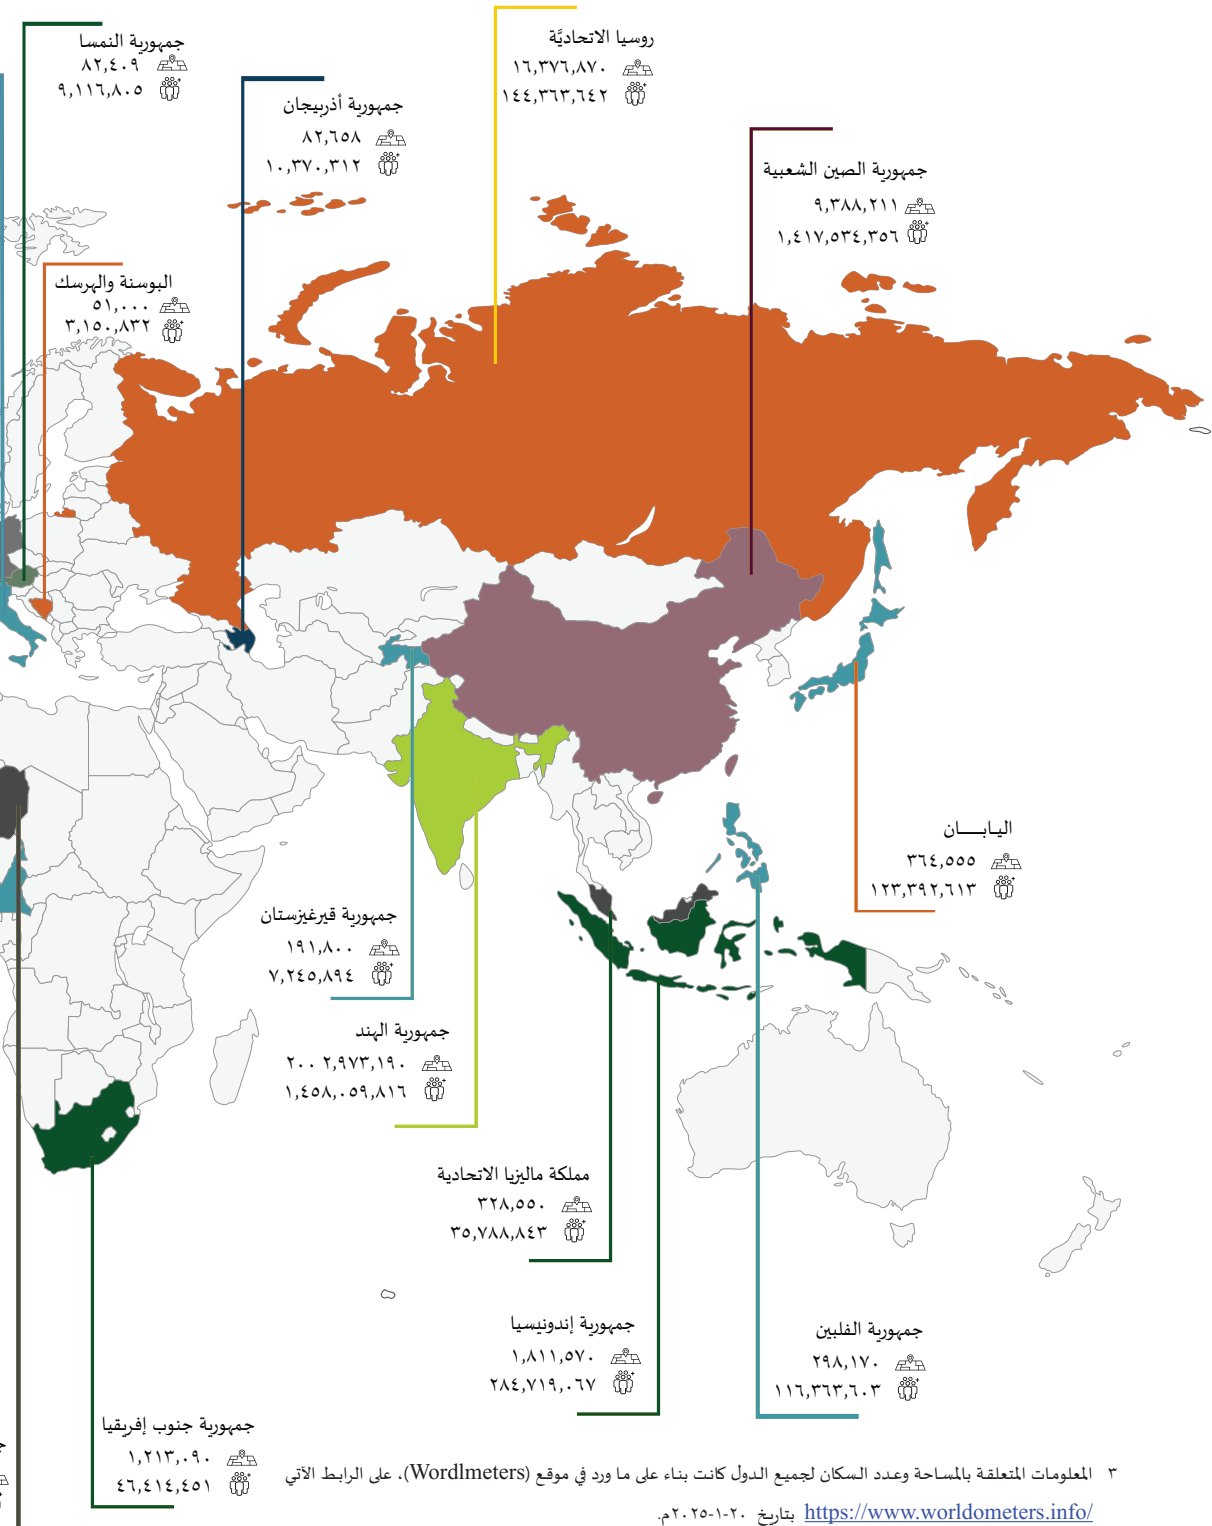 جمهورية النمسا
٨٢,٤٠٩
٩,١١٦,٨٠٥
روسيا الاتحاديَّة
١٦,٣٧٦,٨٧٠
١٤٤,٣٦٣,٦٤٢
جمهورية أذربيجان
٨٢,٦٥٨
١٠,٣٧٠,٣١٢
جمهورية الصين الشعبية
٩,٣٨٨,٢١١
١,٤١٧,٥٣٤,٣٥٦
البوسنة والهرسك
٥١,٠٠٠
٣,١٥٠,٨٣٢
اليابـــان
٣٦٤,٥٥٥
١٢٣,٣٩٢,٦١٣
جمهورية قيرغيزستان
١٩١,٨٠٠
٧,٢٤٥,٨٩٤
جمهورية الهند
٢٠٠ ٢,٩٧٣,١٩٠
١,٤٥٨,٠٥٩,٨١٦
مملكة ماليزيا الاتحادية
٣٢٨,٥٥٠
٣٥,٧٨٨,٨٤٣
جمهورية إندونيسيا
١,٨١١,٥٧٠
٢٨٤,٧١٩,٠٦٧
جمهورية الفلبين
٢٩٨,١٧٠
١١٦,٣٦٣,٦٠٣
جمهورية جنوب إفريقيا
١,٢١٣,٠٩٠
٤٦,٤١٤,٤٥١
٣ المعلومات المتعلقة بالمساحة وعدد السكان لجميع الدول كانت بناء على ما ورد في موقع (Wordlmeters)، على الرابط الآتي
https://www.worldometers.info/ بتاريخ ٢٠-١-٢٠٢٥م.